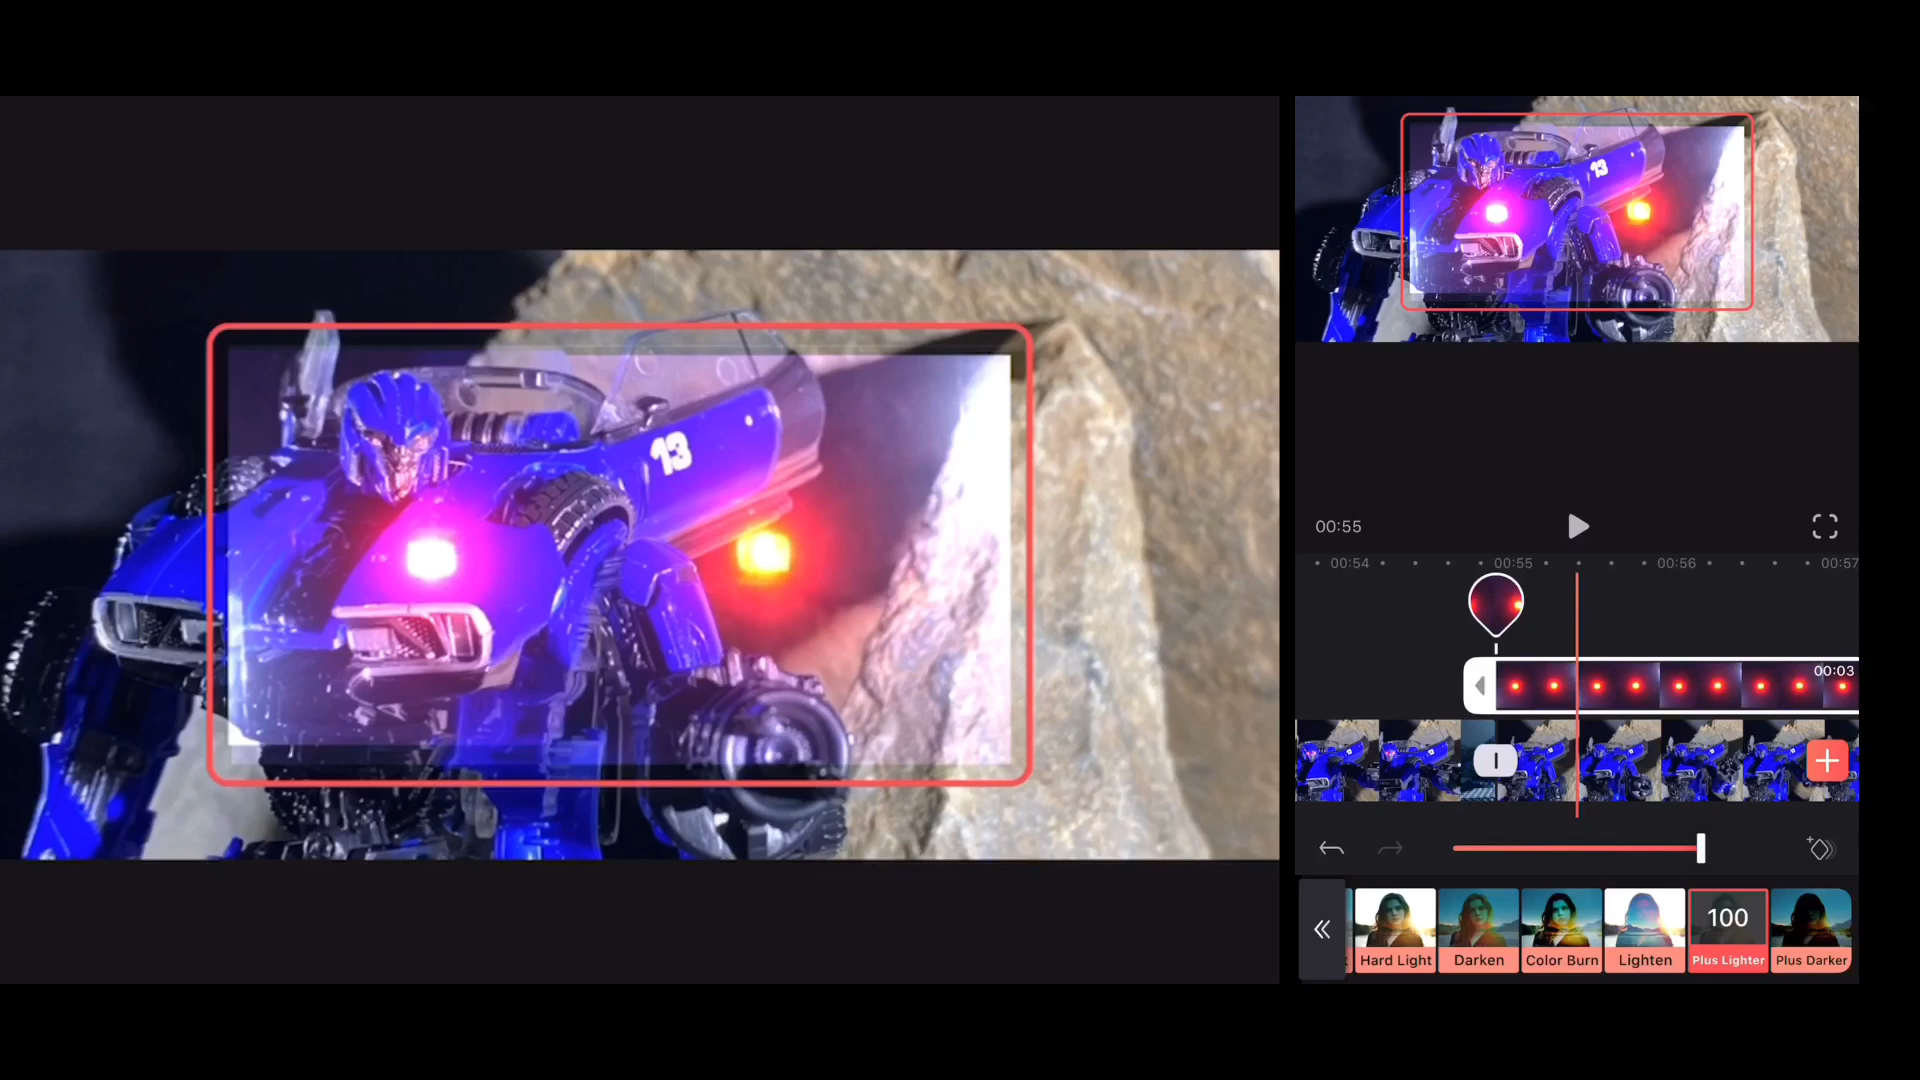 13
13
00:55
00:54
00:55
00:56
00:57
00:03
100
Hard Light
Darken
Color Burn
Lighten
Plus Lighter
Plus Darker